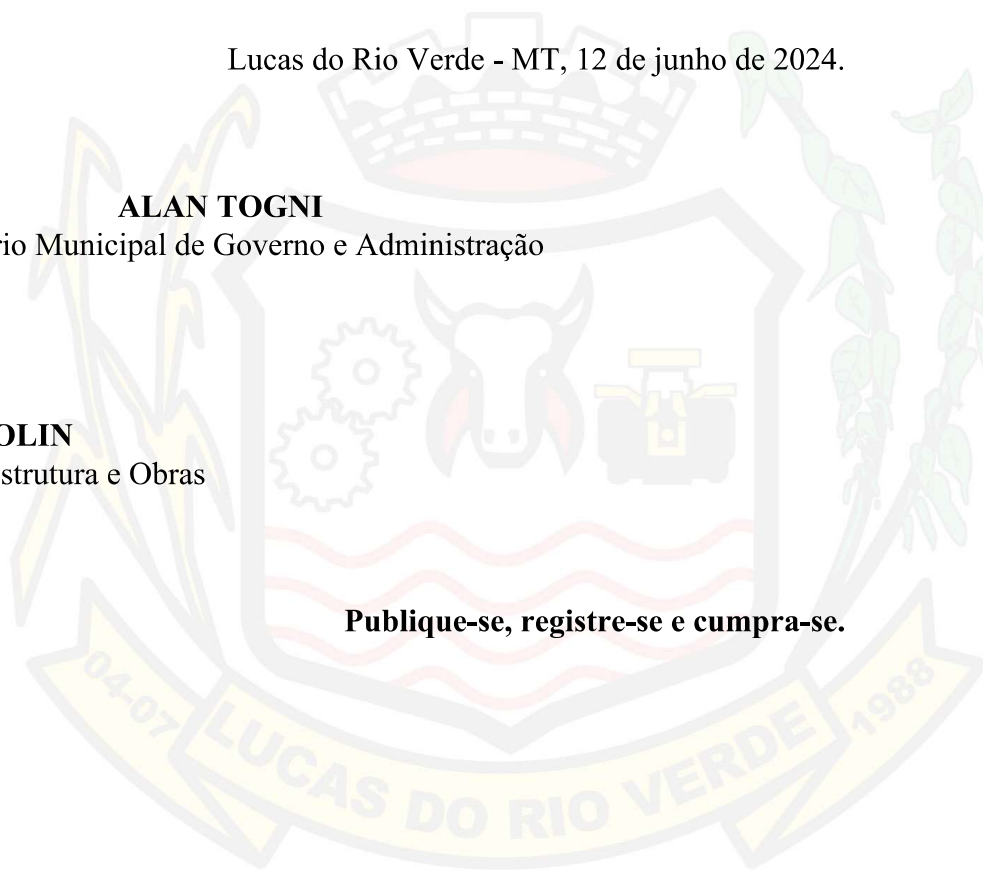 Lucas do Rio Verde - MT, 12 de junho de 2024.
ALAN TOGNI
rio Municipal de Governo e Administração
OLIN
strutura e Obras
Publique-se, registre-se e cumpra-se.
04-07 LUCAS DO RIO VERDE 1988